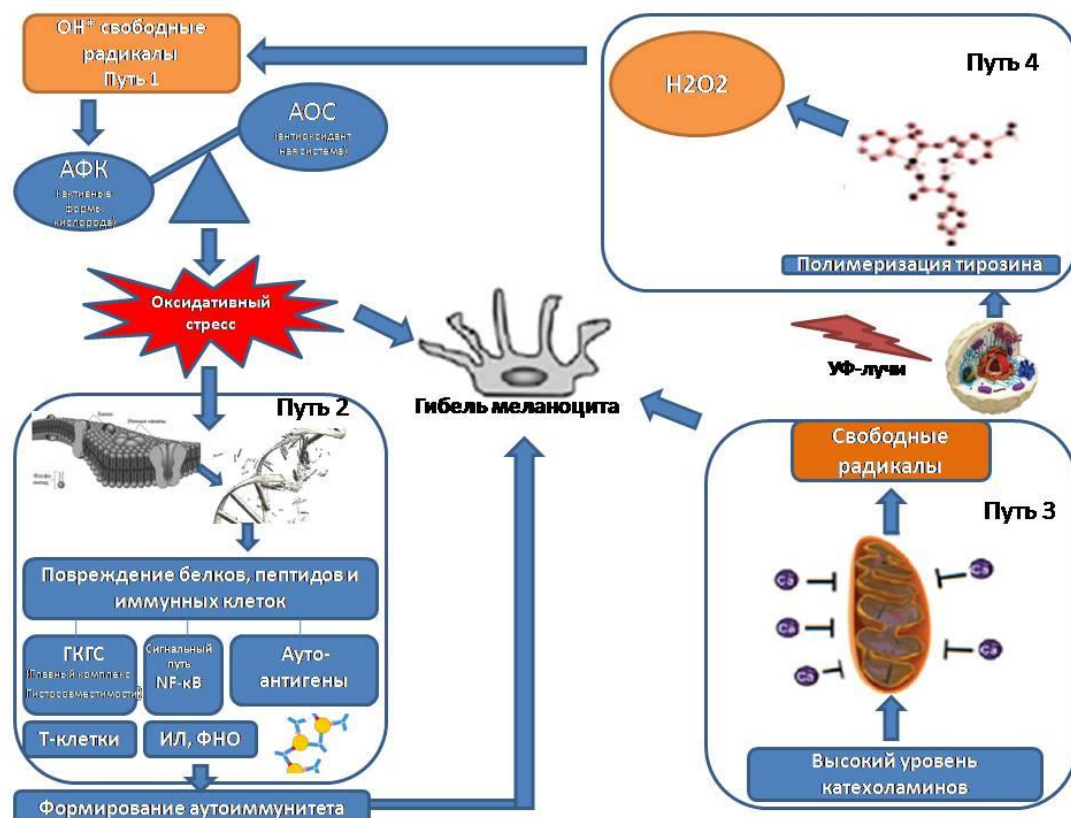 ОН* свободные
радикалы
Путь 1
АОС
(антиоксидант
ная система)
АФК
(активные
формы
кислорода)
Оксидативный
стресс
Н2О2
Путь 4
Полимеризация тирозина
УФ-лучи
Гибель меланоцита
Путь 2
Повреждение белков, пептидов и
иммунных клеток
ГКГС
(Главный комплекс
гистосовместимости)
Сигнальный
путь
NF-кВ
Ауто-
антигены
Т-клетки
ИЛ, ФНО
Формирование аутоиммунитета
Свободные
радикалы
Путь 3
Ca
Ca
Ca
Ca
Ca
Высокий уровень
катехоламинов